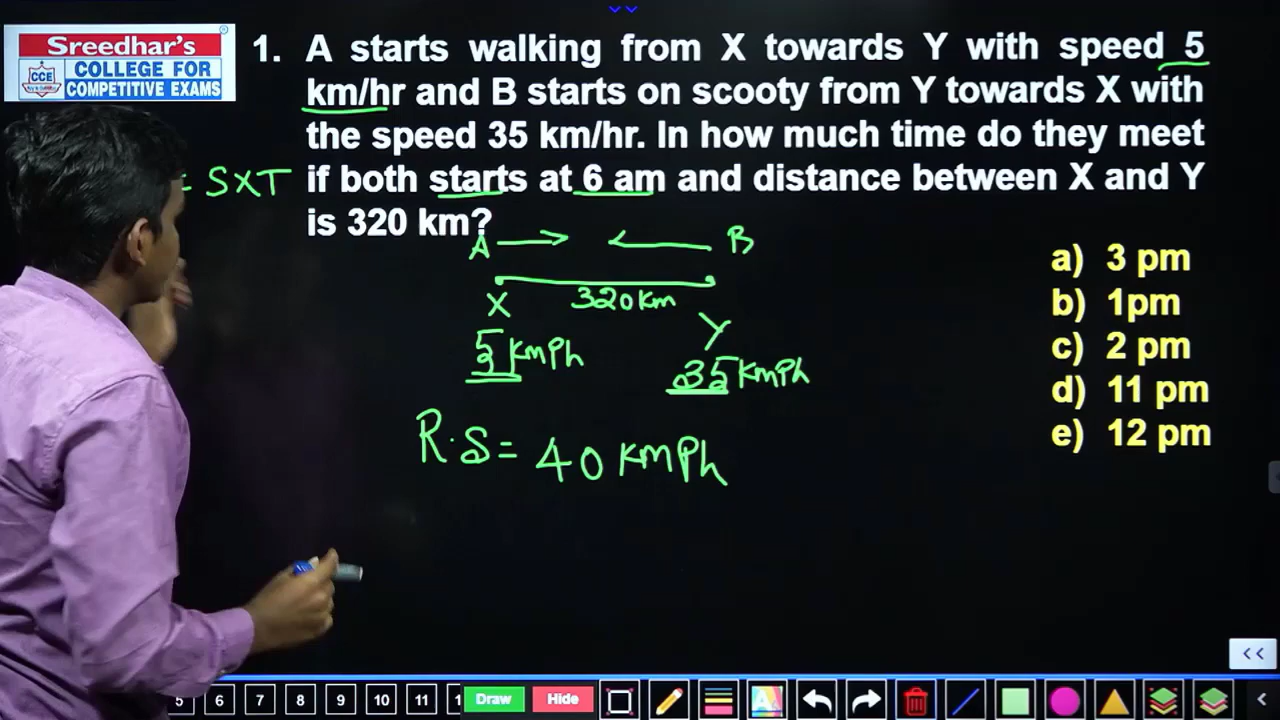 Sreedhar's
CCE
COLLEGE FOR
COMPETITIVE EXAMS
1. A starts walking from X towards Y with speed 5
km/hr and B starts on scooty from Y towards X with
the speed 35 km/hr. In how much time do they meet
if both starts at 6 am and distance between X and Y
is 320 km?
= S X T
A B
X 320 km Y
5 KmPh 35 KmPh
R.S = 40 KmPh
a) 3 pm
b) 1pm
c) 2 pm
d) 11 pm
e) 12 pm
<<
5 6 7 8 9 10 11 1 Draw Hide A <